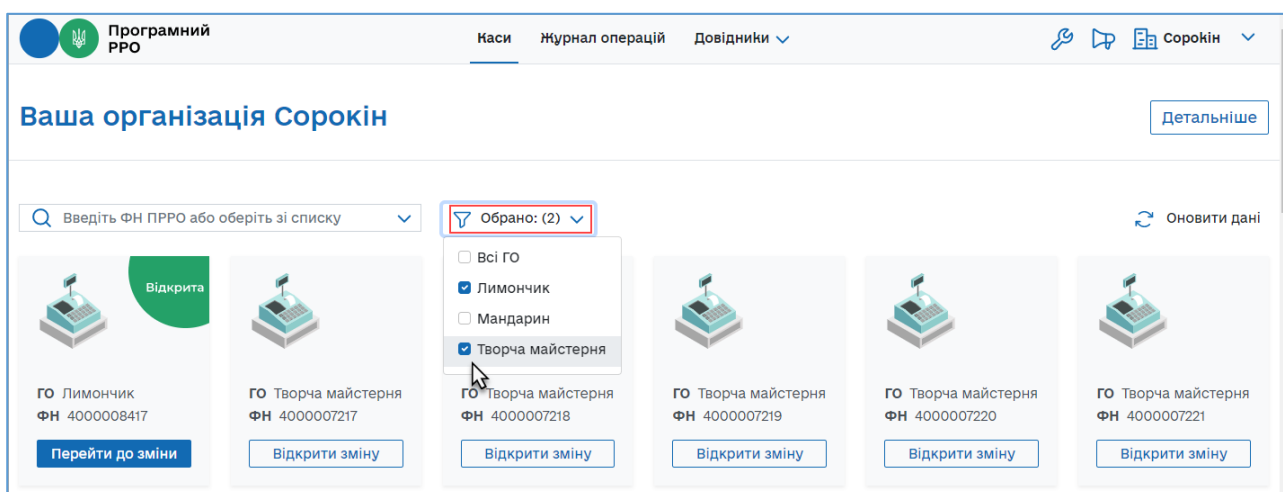 Програмний
РРО
Каси
Журнал операцій
Довідники
Сорокін
Ваша організація Сорокін
Детальніше
Введіть ФН ПРРО або оберіть зі списку
Обрано: (2)
Оновити дані
Всі ГО
Лимончик
Мандарин
Творча майстерня
Відкрита
ГО Лимончик
ФН 4000008417
Перейти до зміни
ГО Творча майстерня
ФН 4000007217
Відкрити зміну
ГО Творча майстерня
ФН 4000007218
Відкрити зміну
ГО Творча майстерня
ФН 4000007219
Відкрити зміну
ГО Творча майстерня
ФН 4000007220
Відкрити зміну
ГО Творча майстерня
ФН 4000007221
Відкрити зміну